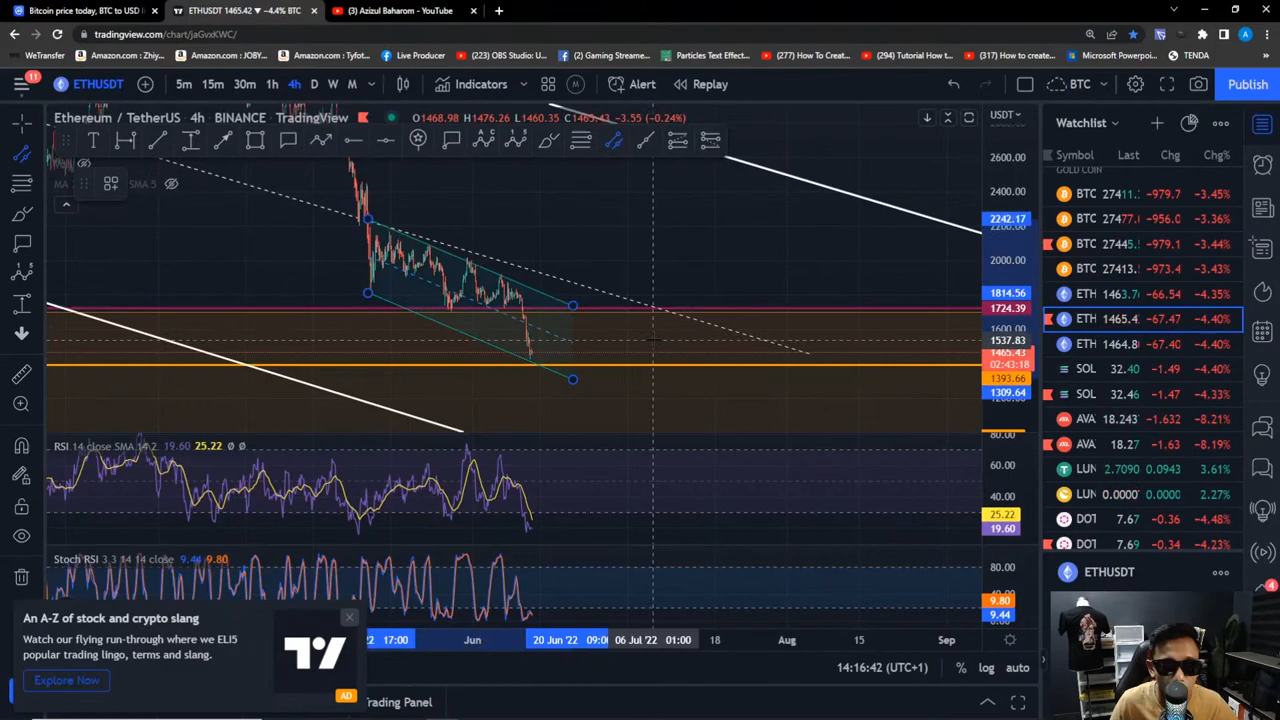 Bitcoin price today, BTC to USD l
ETHUSDT 1465.42 ▼ −4.4% BTC
(3) Azizul Baharom - YouTube
tradingview.com/chart/jaGvxKWC/
WeTransfer
Amazon.com : Zhiy...
Amazon.com : JOBY...
Amazon.com : Tyfot...
Live Producer
(223) OBS Studio: U...
(2) Gaming Streame...
Particles Text Effect...
(277) How To Create...
(294) Tutorial How t...
(317) How to create...
Microsoft Powerpoi...
TENDA
11
ETHUSDT
5m 15m 30m 1h 4h D W M
Indicators
Alert
Replay
BTC
Publish
Ethereum / TetherUS 4h BINANCE TradingView
O1468.98 H1476.26 L1460.35 C1465.43 −3.55 (−0.24%)
USDT
SMA 5
2600.00
2400.00
2242.17
2000.00
1814.56
1724.39
1600.00
1537.83
1465.43
02:43:18
1393.66
1309.64
RSI 14 close SMA 14 2 19.60 25.22 Ø Ø
80.00
60.00
40.00
25.22
19.60
Stoch RSI 3 3 14 14 close 9.44 9.80
80.00
9.80
9.44
17:00
Jun
20 Jun '22 09:0
06 Jul '22 01:00
18
Aug
15
Sep
14:16:42 (UTC+1)
%
log
auto
Trading Panel
An A-Z of stock and crypto slang
Watch our flying run-through where we ELI5
popular trading lingo, terms and slang.
Explore Now
AD
Watchlist
Symbol Last Chg Chg%
GOLD COIN
BTC 27411. −979.7 −3.45%
BTC 27477. −956.0 −3.36%
BTC 27445. −979.1 −3.44%
BTC 27413. −973.4 −3.43%
ETH 1463.7 −66.54 −4.35%
ETH 1465.4 −67.47 −4.40%
ETH 1464.8 −67.40 −4.40%
SOL 32.40 −1.49 −4.39%
SOL 32.46 −1.47 −4.33%
AVA 18.243 −1.632 −8.21%
AVA 18.27 −1.63 −8.19%
LUN 2.7090 0.0943 3.61%
LUN 0.0000 0.0000 2.27%
DOT 7.67 −0.36 −4.48%
DOT 7.69 −0.34 −4.23%
ETHUSDT
4